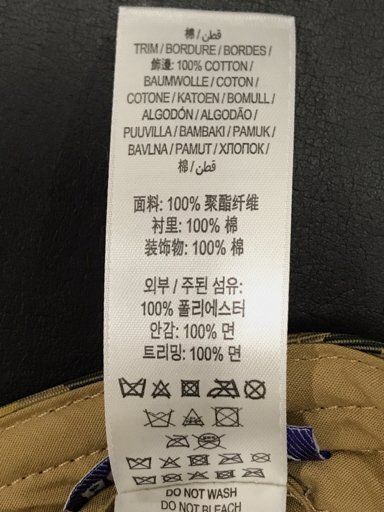 棉 / قطن /
TRIM / BORDURE / BORDES /
飾邊: 100% COTTON /
BAUMWOLLE / COTON /
COTONE / KATOEN / BOMULL /
ALGODÓN / ALGODÃO /
PUUVILLA / BAMBAKI / PAMUK /
BAVLNA / PAMUT / ХЛОПОК /
棉 / قطن /
面料: 100% 聚酯纤维
衬里: 100% 棉
装饰物: 100% 棉
외부 / 주된 섬유:
100% 폴리에스터
안감: 100% 면
트리밍: 100% 면
DO NOT WASH
DO NOT BLEACH